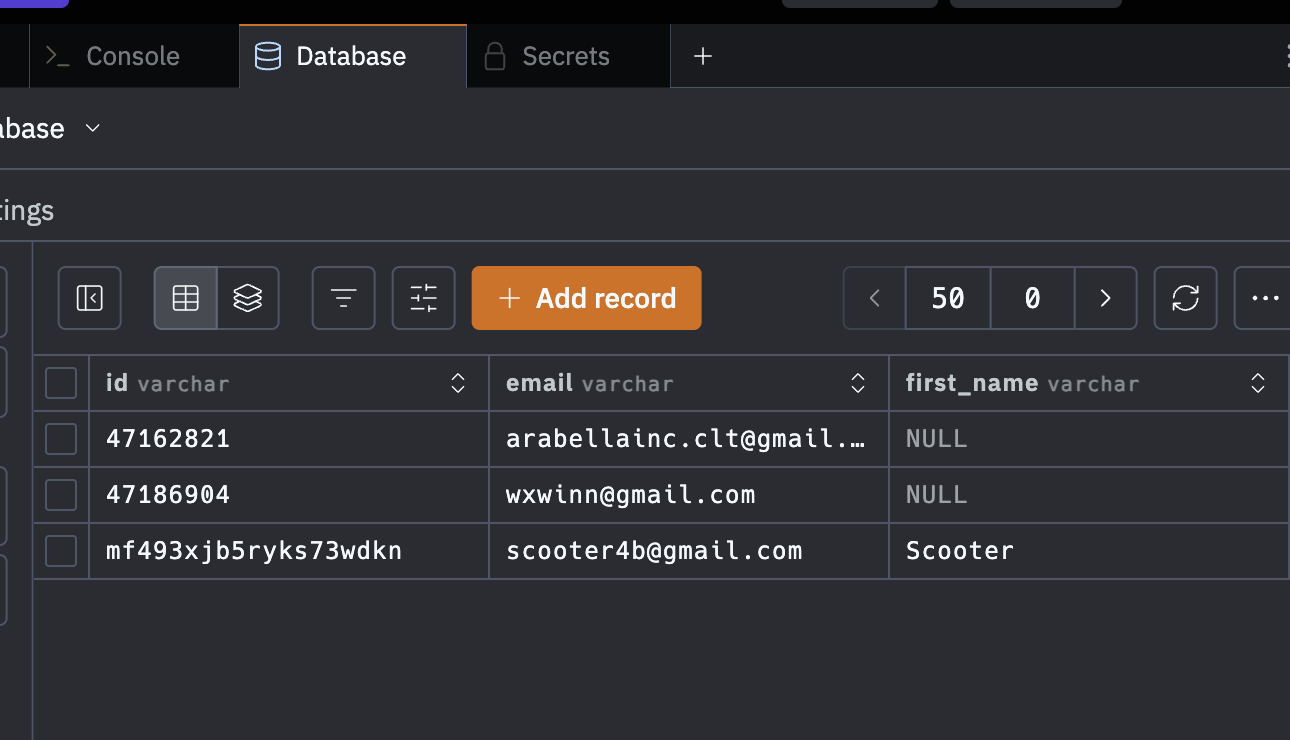 >_ Console Database Secrets +
abase
tings
+ Add record 50 0
id varchar email varchar first_name varchar
47162821 arabellainc.clt@gmail.… NULL
47186904 wxwinn@gmail.com NULL
mf493xjb5ryks73wdkn scooter4b@gmail.com Scooter